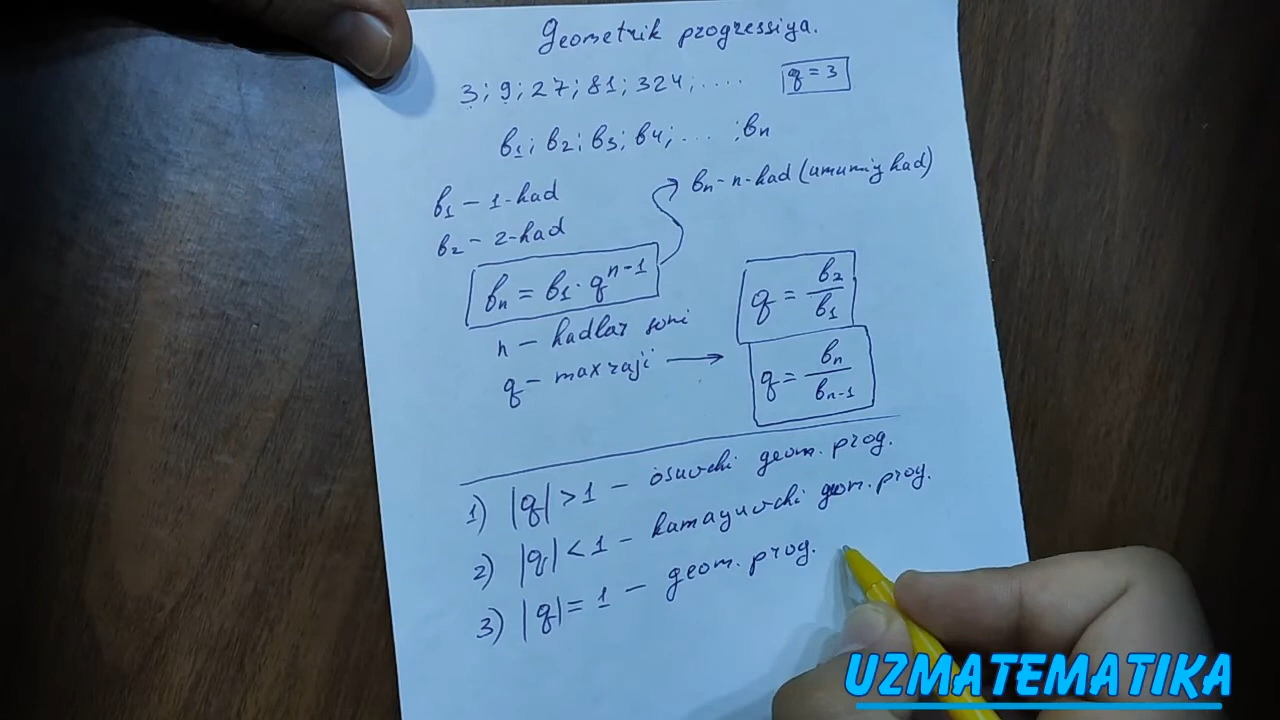 Geometrik progressiya.
3; 9; 27; 81; 324; .... q = 3
b₁; b₂; b₃; b₄; ... ; bₙ
b₁ – 1-had
bₙ – n-had (umumiy had)
b₂ – 2-had
bₙ = b₁ · qⁿ⁻¹
q = b₂/b₁
n – hadlar soni
q – maxraji → q = bₙ/bₙ₋₁
1) |q| > 1 – o'suvchi geom. prog.
2) |q| < 1 – kamayuvchi geom. prog.
3) |q| = 1 – geom. prog.
UZMATEMATIKA